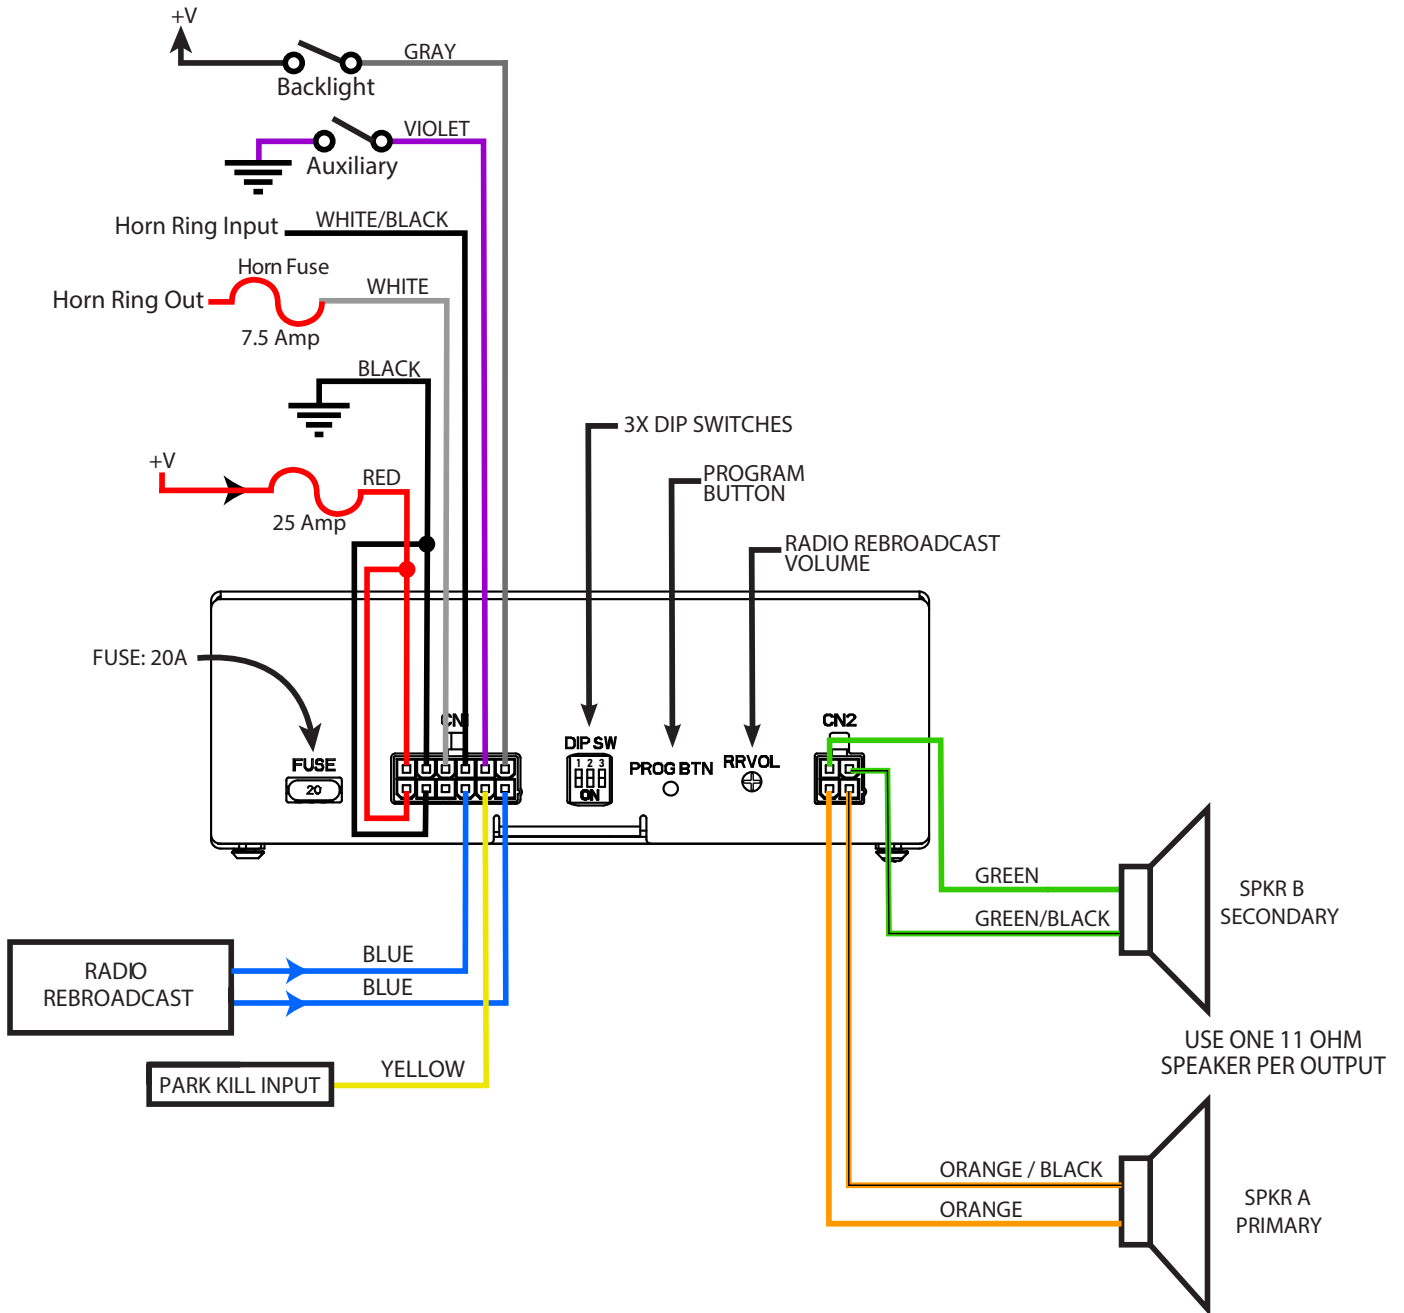 +V
GRAY
Backlight
VIOLET
Auxiliary
Horn Ring Input
WHITE/BLACK
Horn Fuse
Horn Ring Out
WHITE
7.5 Amp
BLACK
+V
RED
25 Amp
3X DIP SWITCHES
PROGRAM
BUTTON
RADIO REBROADCAST
VOLUME
FUSE: 20A
FUSE
20
CN1
DIP SW
1 2 3
ON
PROG BTN
RRVOL
CN2
GREEN
GREEN/BLACK
SPKR B
SECONDARY
RADIO
REBROADCAST
BLUE
BLUE
PARK KILL INPUT
YELLOW
USE ONE 11 OHM
SPEAKER PER OUTPUT
ORANGE / BLACK
ORANGE
SPKR A
PRIMARY